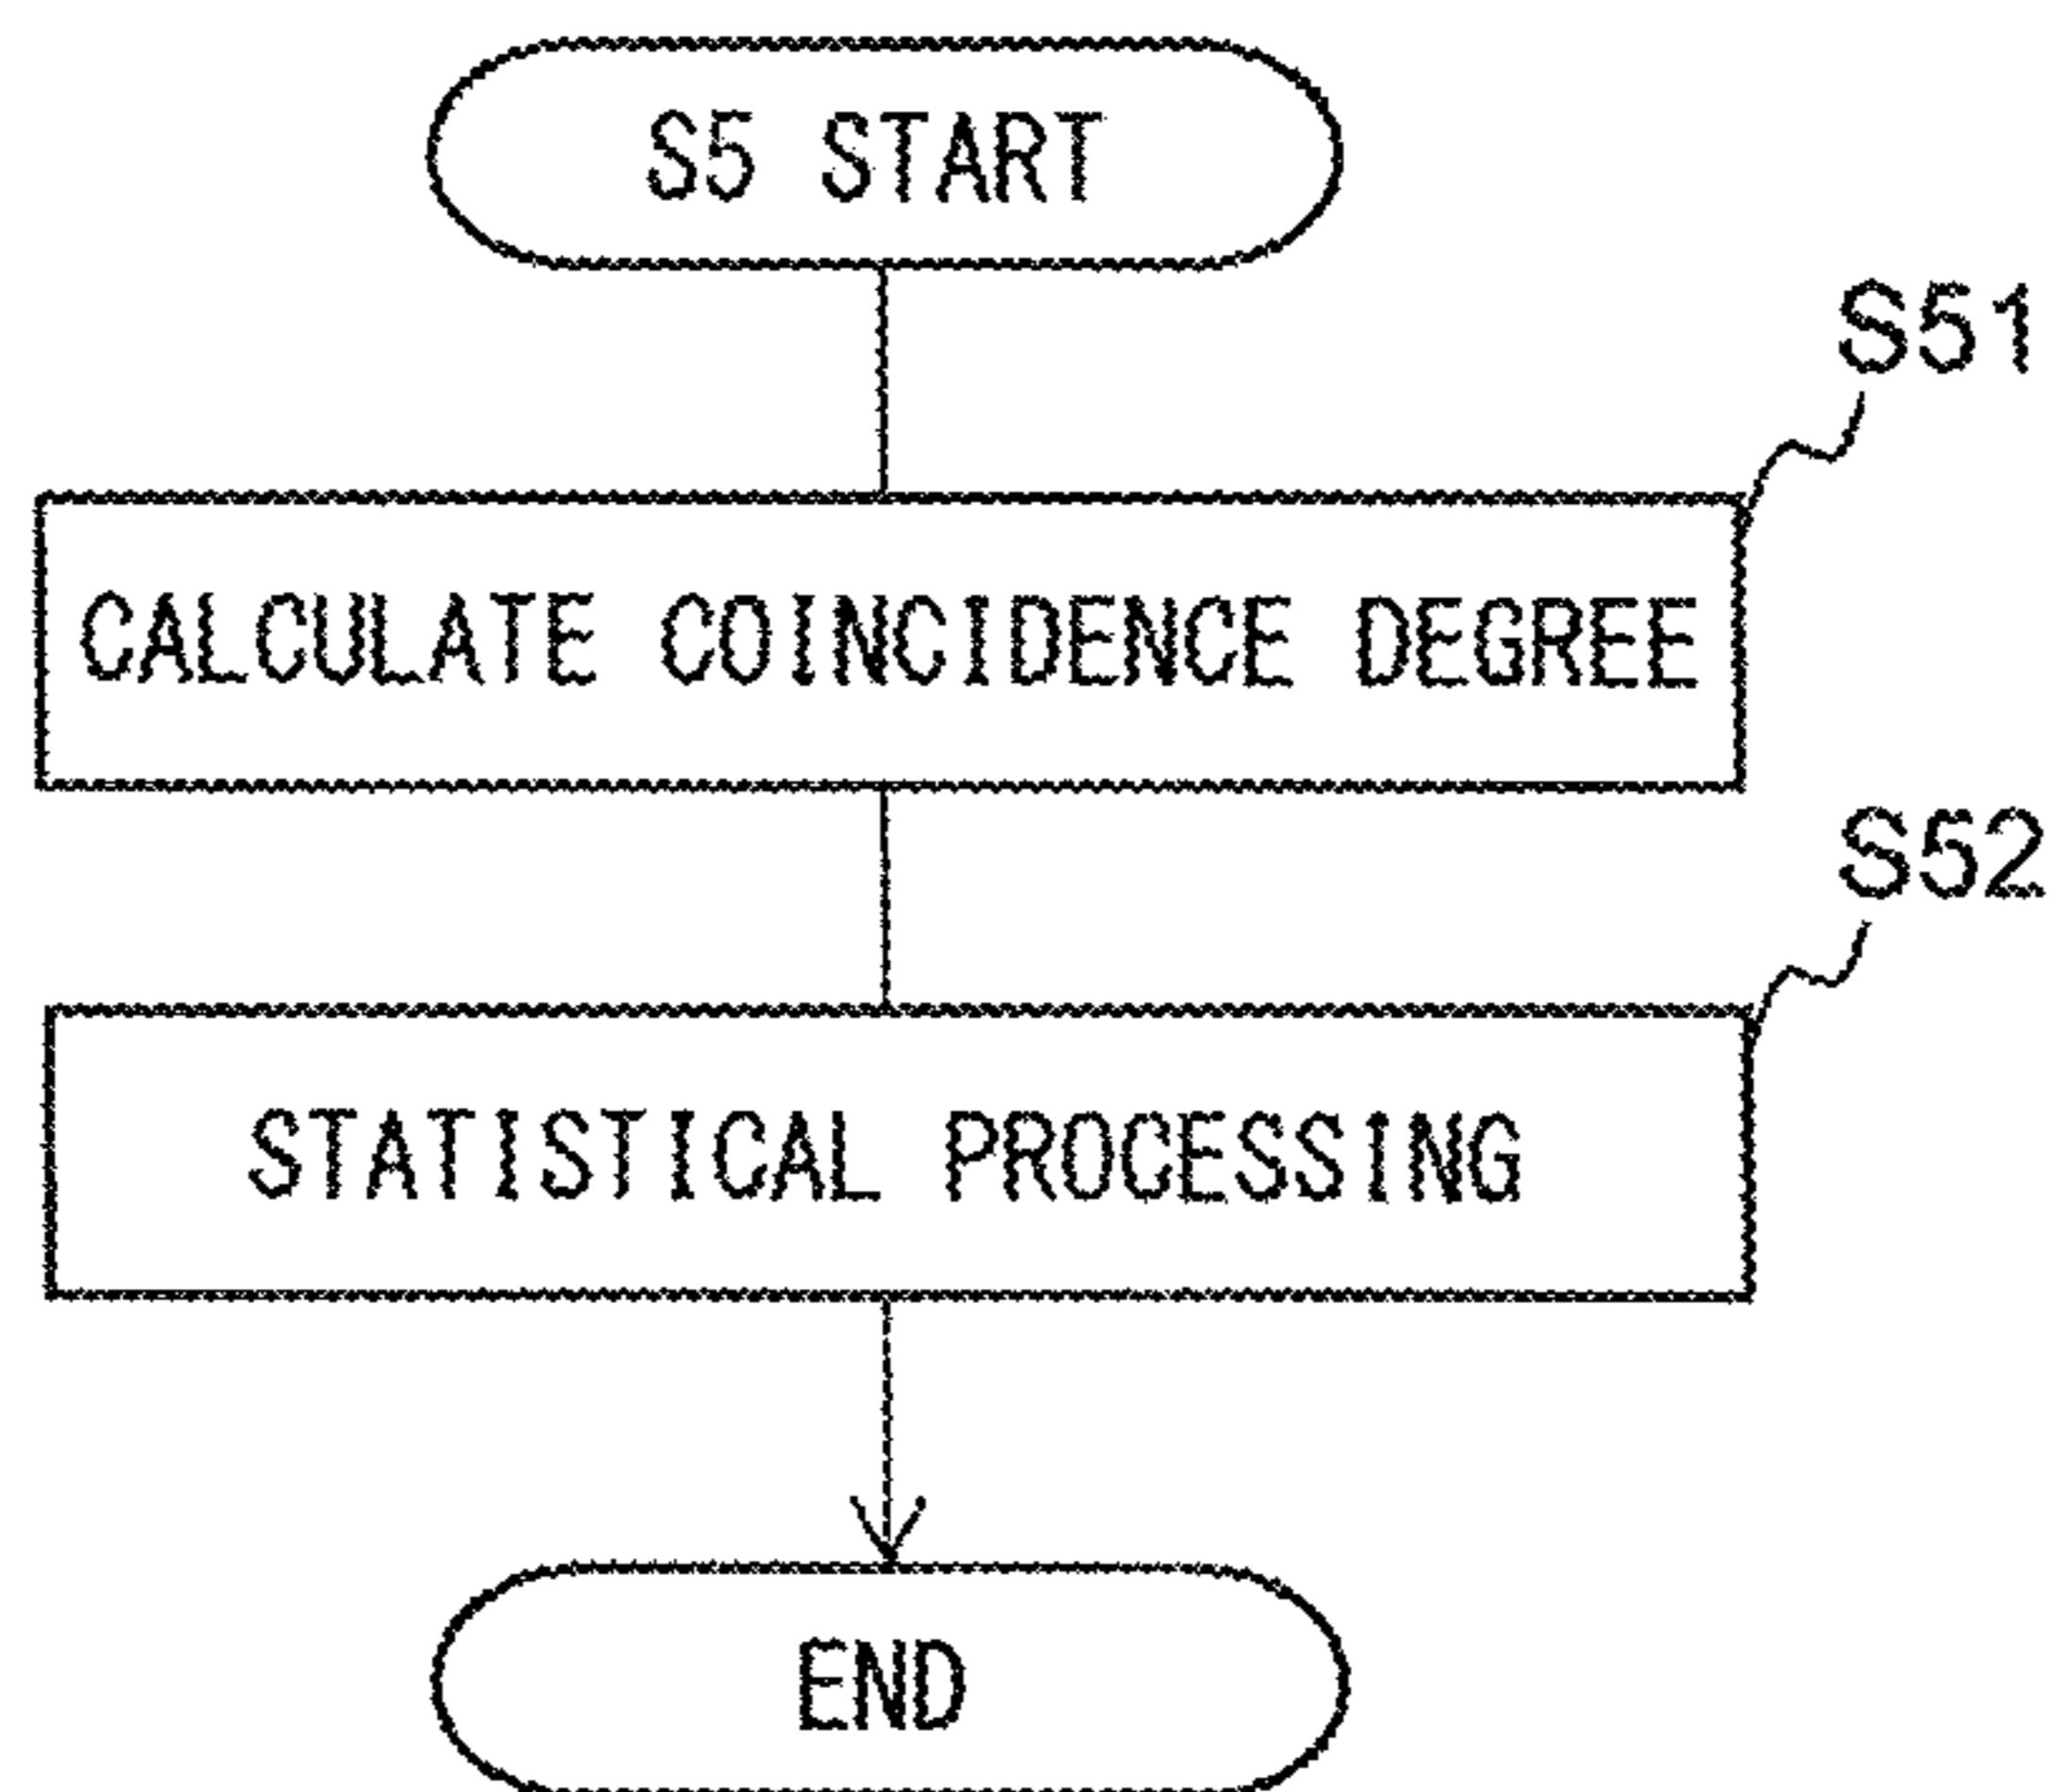 S5 START
S51
CALCULATE COINCIDENCE DEGREE
S52
STATISTICAL PROCESSING
END